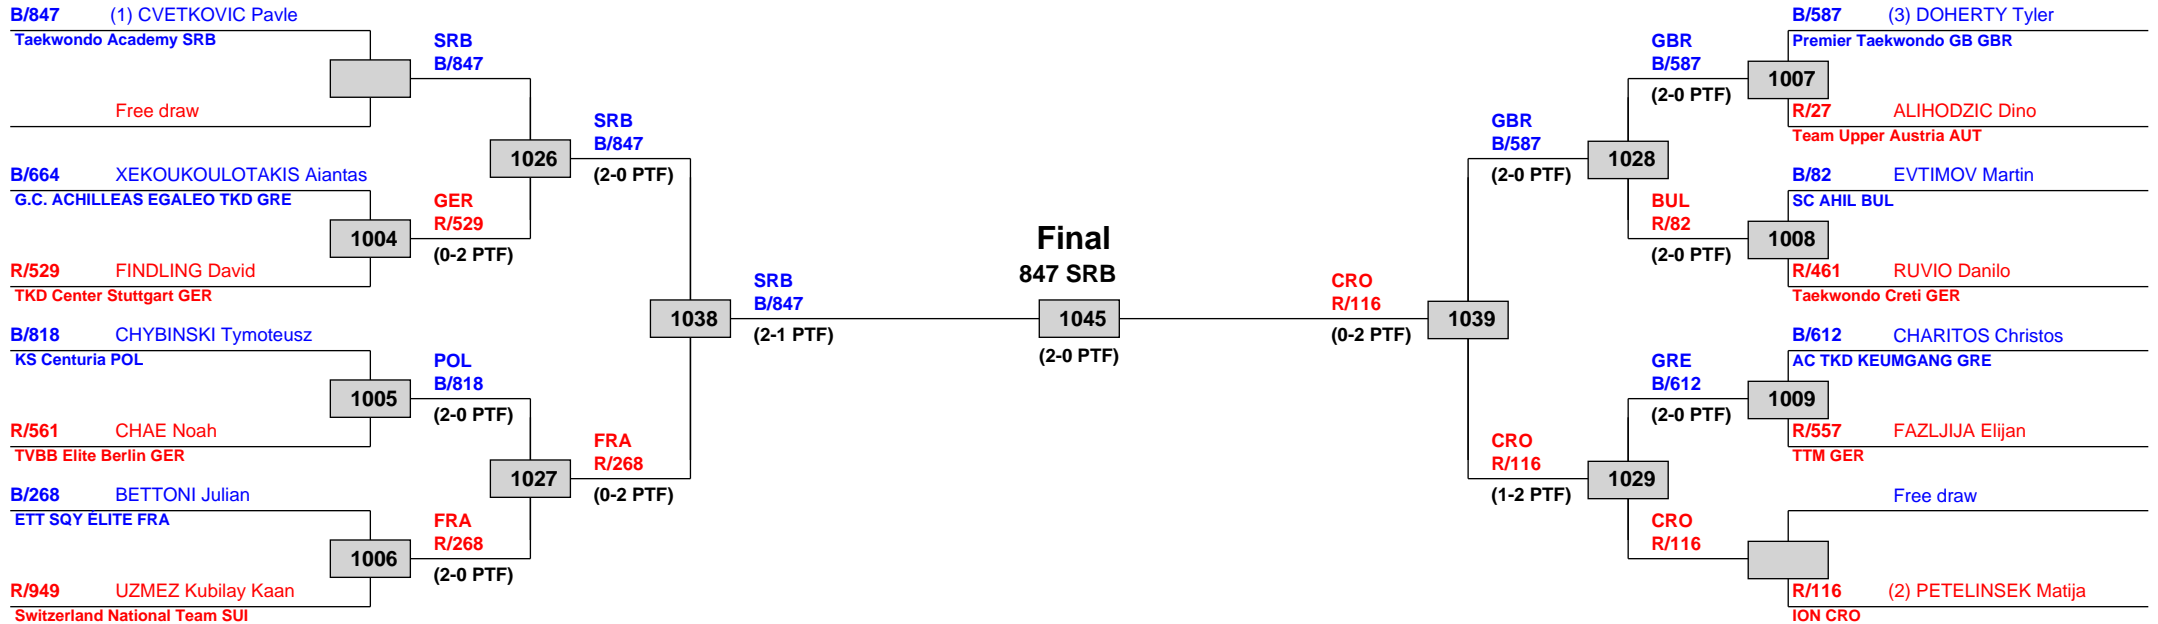 B/847 (1) CVETKOVIC Pavle
Taekwondo Academy SRB
Free draw
B/664 XEKOUKOULOTAKIS Aiantas
G.C. ACHILLEAS EGALEO TKD GRE
1004
R/529 FINDLING David
TKD Center Stuttgart GER
B/818 CHYBINSKI Tymoteusz
KS Centuria POL
1005
R/561 CHAE Noah
TVBB Elite Berlin GER
B/268 BETTONI Julian
ETT SQY ÉLITE FRA
1006
R/949 UZMEZ Kubilay Kaan
Switzerland National Team SUI
SRB
B/847
1026
GER
R/529
(0-2 PTF)
POL
B/818
(2-0 PTF)
1027
FRA
R/268
(2-0 PTF)
SRB
B/847
(2-0 PTF)
1038
FRA
R/268
(0-2 PTF)
SRB
B/847
(2-1 PTF)
Final
847 SRB
1045
(2-0 PTF)
CRO
R/116
(0-2 PTF)
1039
GBR
B/587
(2-0 PTF)
1028
CRO
R/116
(1-2 PTF)
1029
GBR
B/587
(2-0 PTF)
BUL
R/82
(2-0 PTF)
GRE
B/612
(2-0 PTF)
CRO
R/116
B/587 (3) DOHERTY Tyler
Premier Taekwondo GB GBR
1007
R/27 ALIHODZIC Dino
Team Upper Austria AUT
B/82 EVTIMOV Martin
SC AHIL BUL
1008
R/461 RUVIO Danilo
Taekwondo Creti GER
B/612 CHARITOS Christos
AC TKD KEUMGANG GRE
1009
R/557 FAZLJIJA Elijan
TTM GER
Free draw
R/116 (2) PETELINSEK Matija
ION CRO